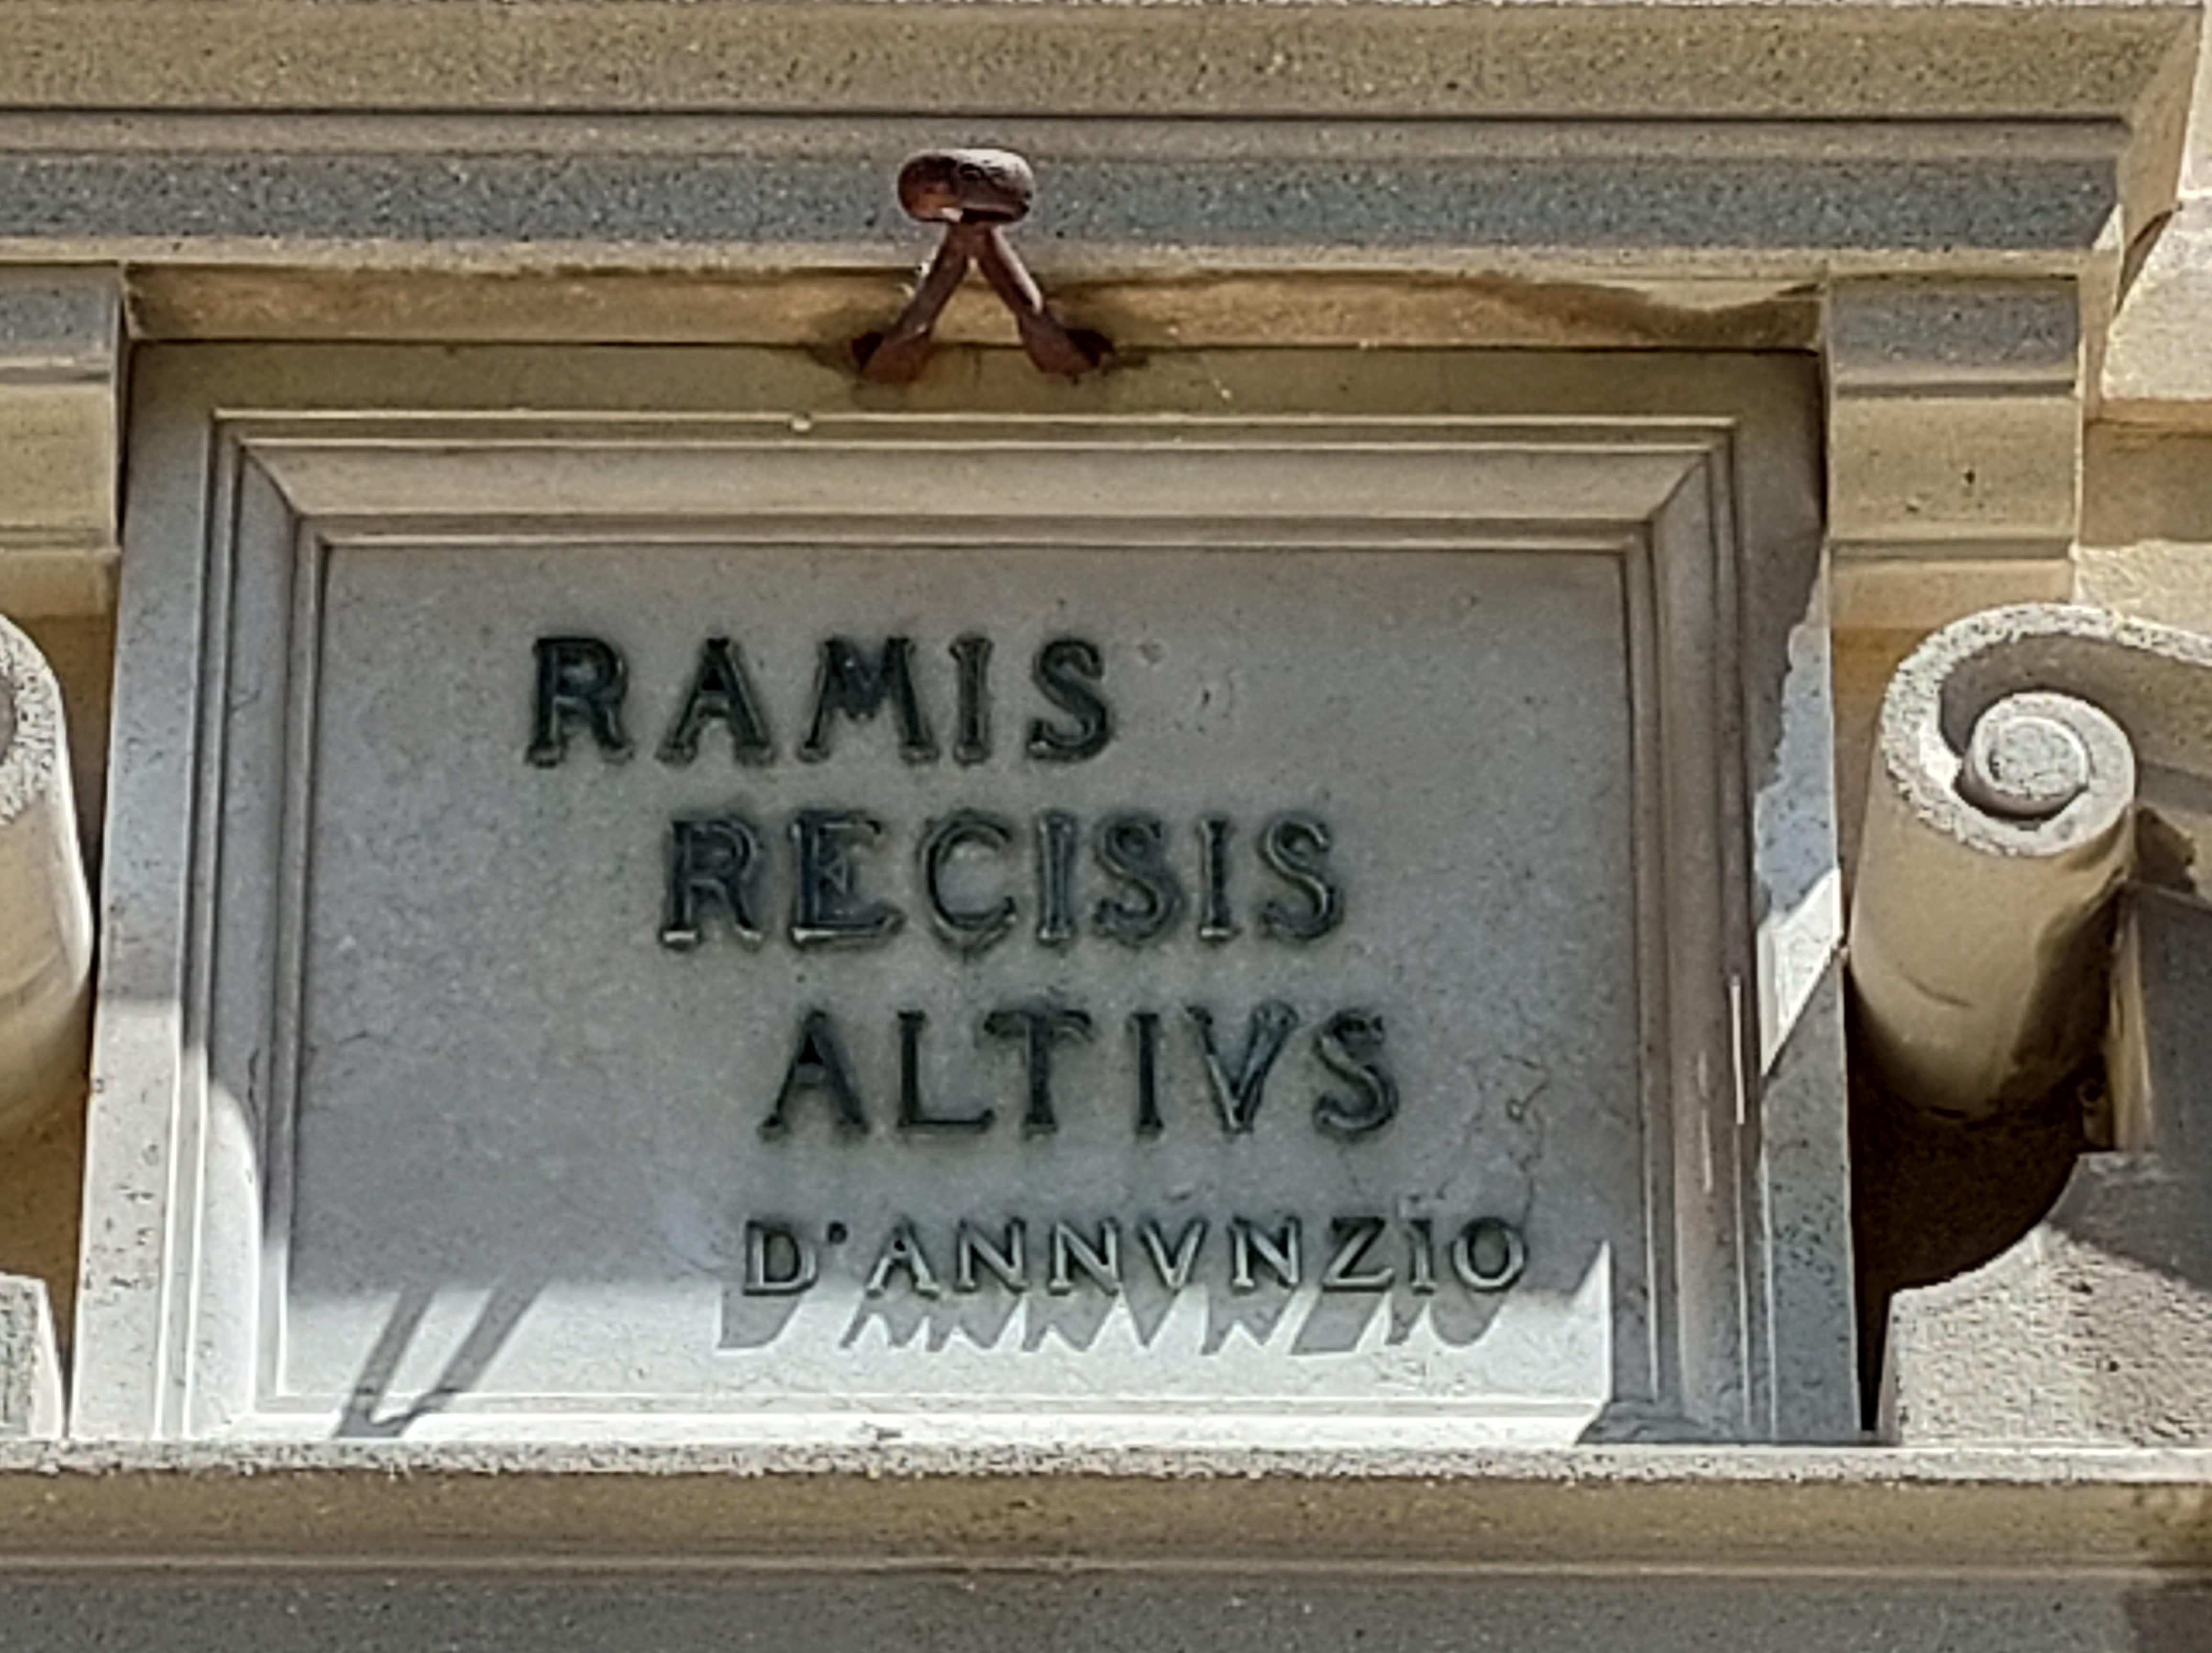 RAMIS
RECISIS
ALTIVS
D'ANNVNZIO